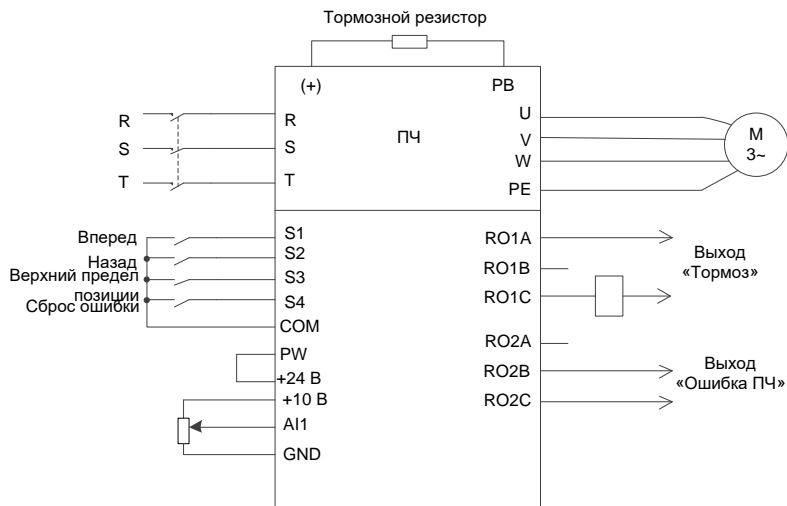 Тормозной резистор
(+)
PB
R
R
U
S
S
ПЧ
V
T
T
W
PE
M
3~
Вперед
S1
Назад
S2
Верхний предел
позиции
S3
Сброс ошибки
S4
COM
PW
+24 В
+10 В
AI1
GND
RO1A
RO1B
RO1C
Выход
«Тормоз»
RO2A
RO2B
RO2C
Выход
«Ошибка ПЧ»